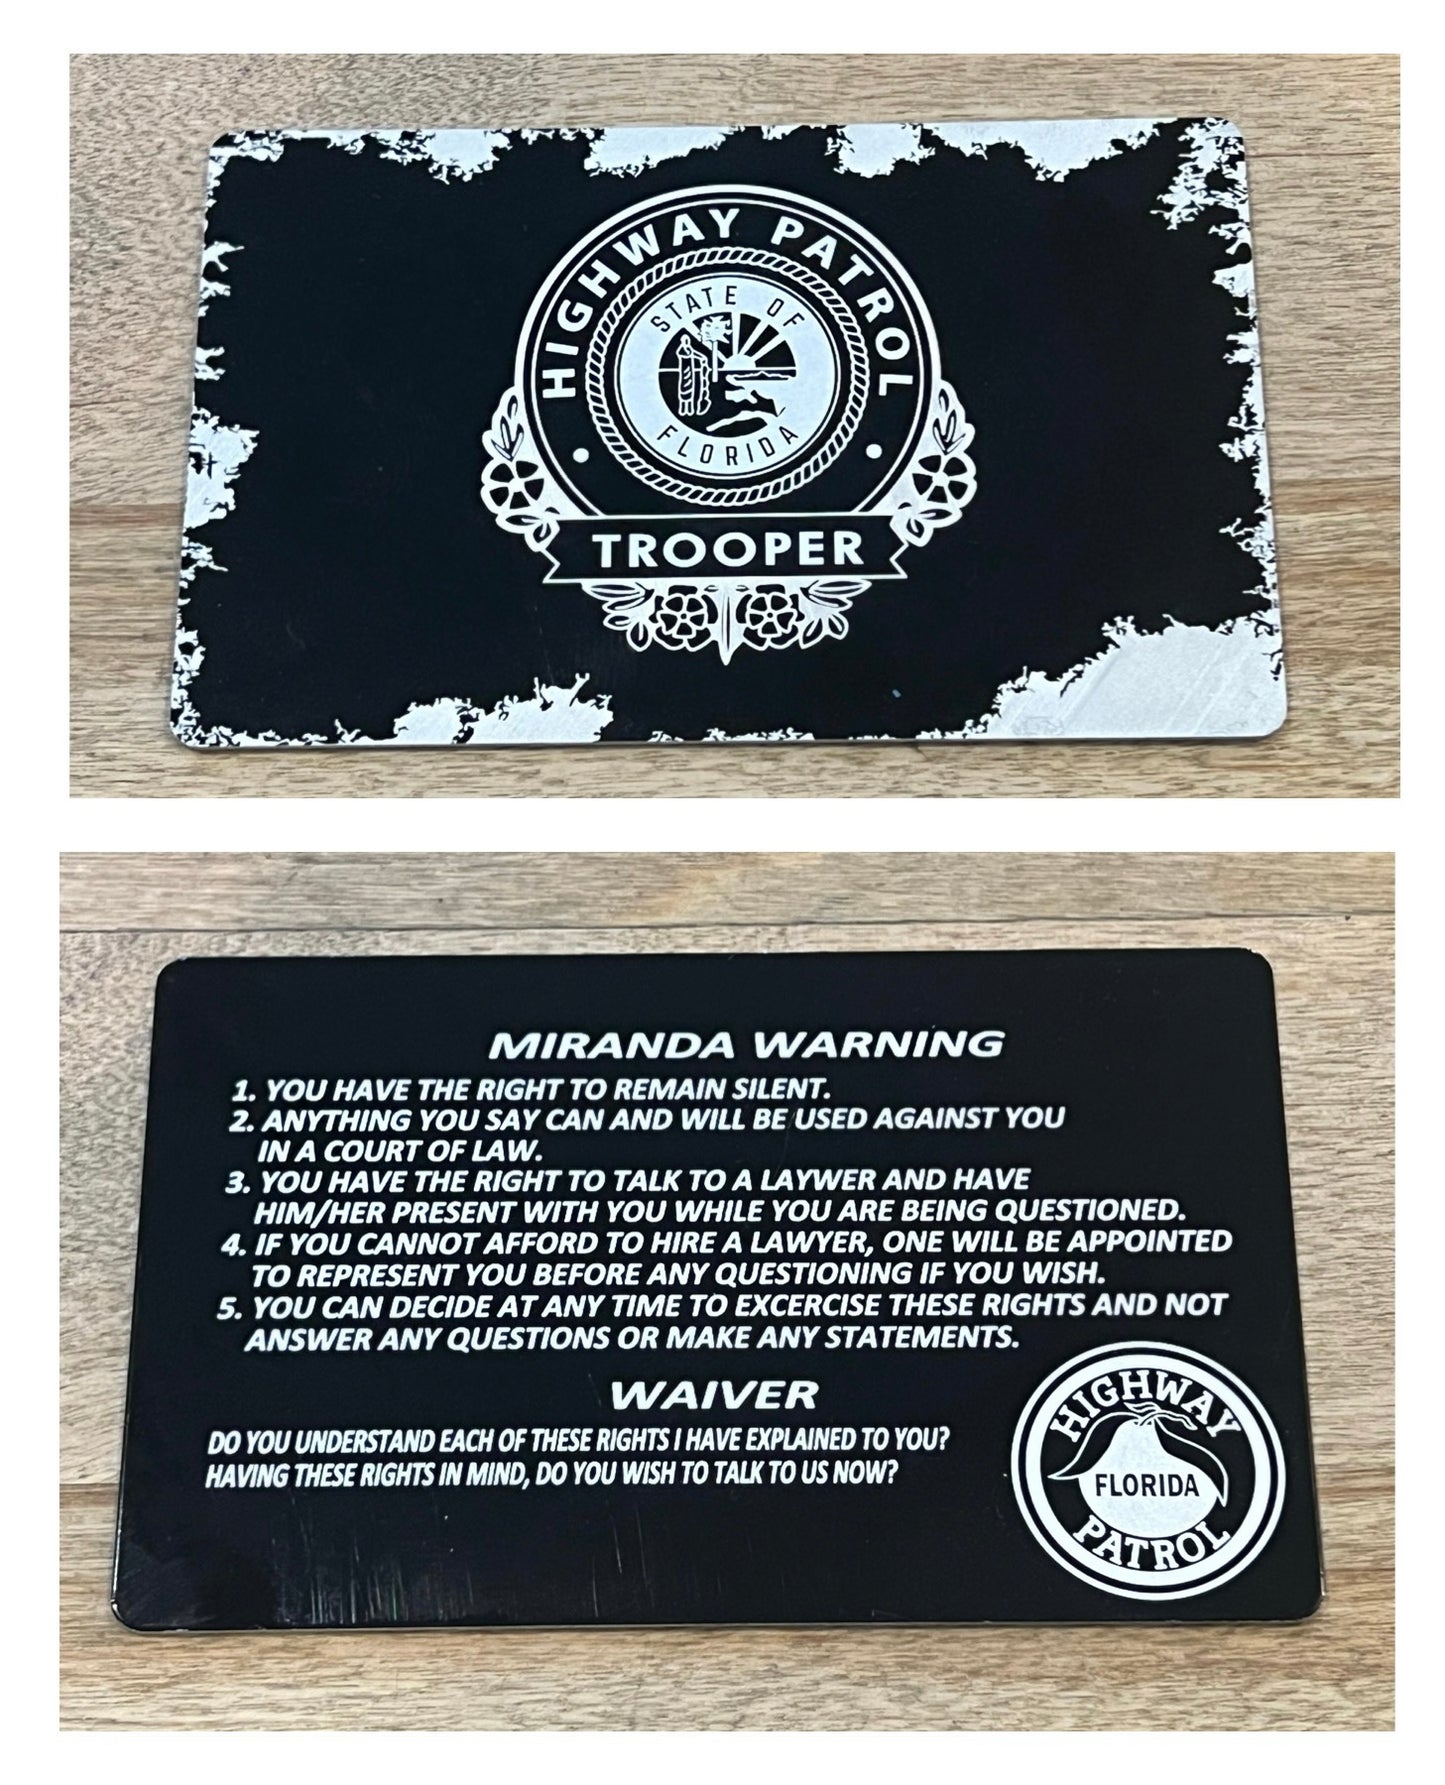 HIGHWAY PATROL
STATE OF
FLORIDA
TROOPER
MIRANDA WARNING
1. YOU HAVE THE RIGHT TO REMAIN SILENT.
2. ANYTHING YOU SAY CAN AND WILL BE USED AGAINST YOU
IN A COURT OF LAW.
3. YOU HAVE THE RIGHT TO TALK TO A LAYWER AND HAVE
HIM/HER PRESENT WITH YOU WHILE YOU ARE BEING QUESTIONED.
4. IF YOU CANNOT AFFORD TO HIRE A LAWYER, ONE WILL BE APPOINTED
TO REPRESENT YOU BEFORE ANY QUESTIONING IF YOU WISH.
5. YOU CAN DECIDE AT ANY TIME TO EXCERCISE THESE RIGHTS AND NOT
ANSWER ANY QUESTIONS OR MAKE ANY STATEMENTS.
WAIVER
DO YOU UNDERSTAND EACH OF THESE RIGHTS I HAVE EXPLAINED TO YOU?
HAVING THESE RIGHTS IN MIND, DO YOU WISH TO TALK TO US NOW?
HIGHWAY
FLORIDA
PATROL